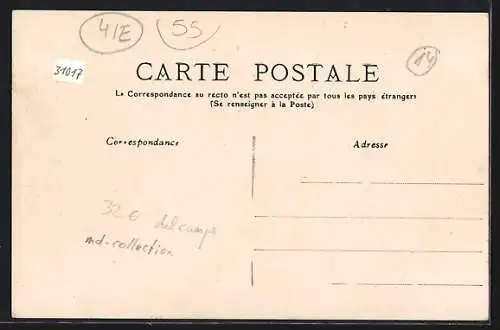 41E 55
14
31017
CARTE POSTALE
La Correspondance au recto n'est pas acceptée par tous les pays étrangers
(Se renseigner à la Poste)
Correspondance
Adresse
32 € delcampe
md-collection